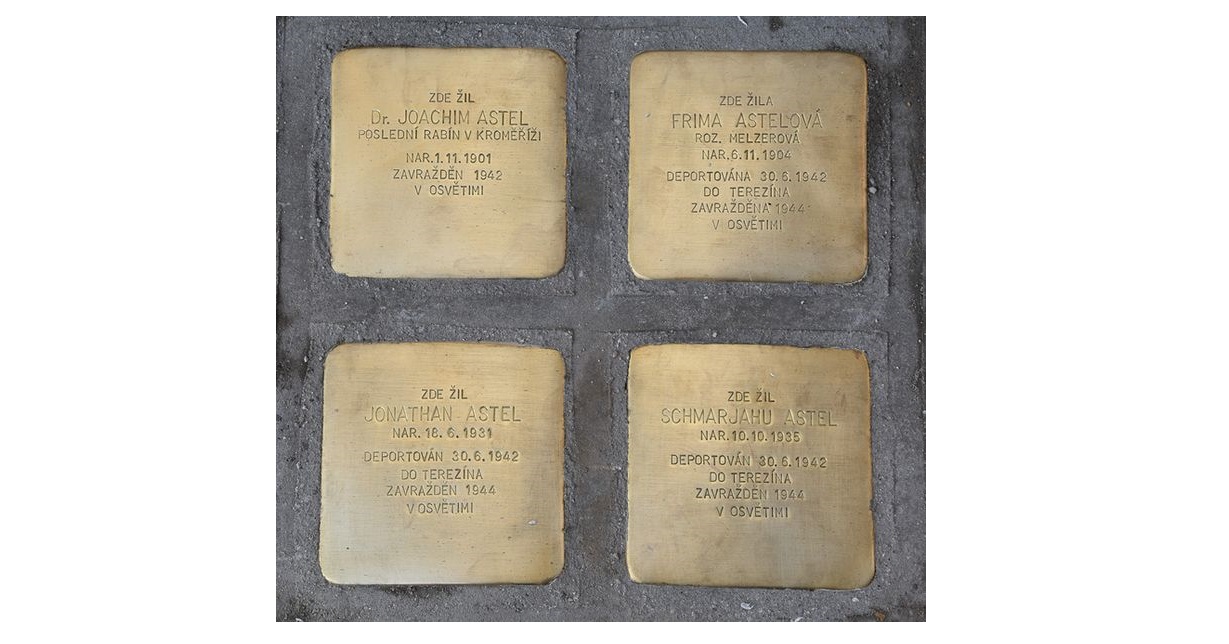 ZDE ŽIL
Dr. JOACHIM ASTEL
POSLEDNÍ RABÍN V KROMĚŘÍŽI
NAR.1.11.1901
ZAVRAŽDĚN 1942
V OSVĚTIMI
ZDE ŽILA
FRIMA ASTELOVÁ
ROZ. MELZEROVÁ
NAR.6.11.1904
DEPORTOVÁNA 30.6.1942
DO TEREZÍNA
ZAVRAŽDĚNA 1944
V OSVĚTIMI
ZDE ŽIL
JONATHAN ASTEL
NAR. 18.6.1931
DEPORTOVÁN 30.6.1942
DO TEREZÍNA
ZAVRAŽDĚN 1944
V OSVĚTIMI
ZDE ŽIL
SCHMARJAHU ASTEL
NAR.10.10.1935
DEPORTOVÁN 30.6.1942
DO TEREZÍNA
ZAVRAŽDĚN 1944
V OSVĚTIMI